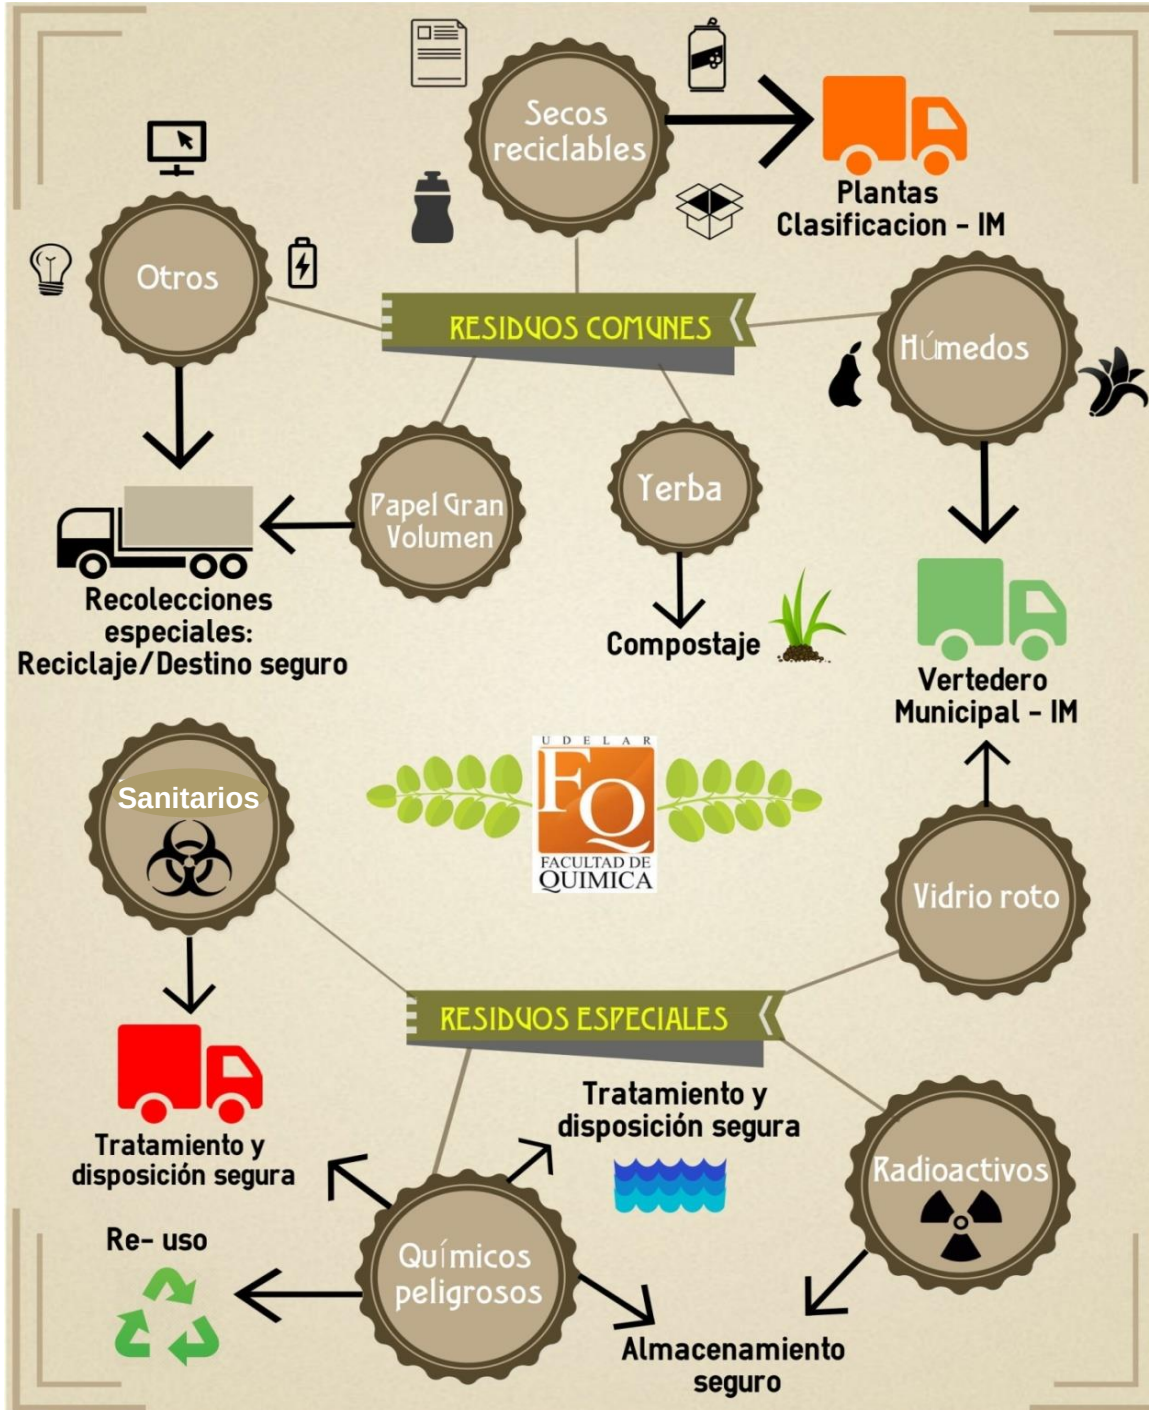 Secos
reciclables
Plantas
Clasificacion - IM
Otros
RESIDUOS COMUNES
Húmedos
Papel Gran
Volumen
Yerba
Recolecciones
especiales:
Reciclaje/Destino seguro
Compostaje
Vertedero
Municipal - IM
Sanitarios
UDELAR
FQ
FACULTAD DE
QUIMICA
Vidrio roto
RESIDUOS ESPECIALES
Tratamiento y
disposición segura
Tratamiento y
disposición segura
Radioactivos
Re- uso
Químicos
peligrosos
Almacenamiento
seguro